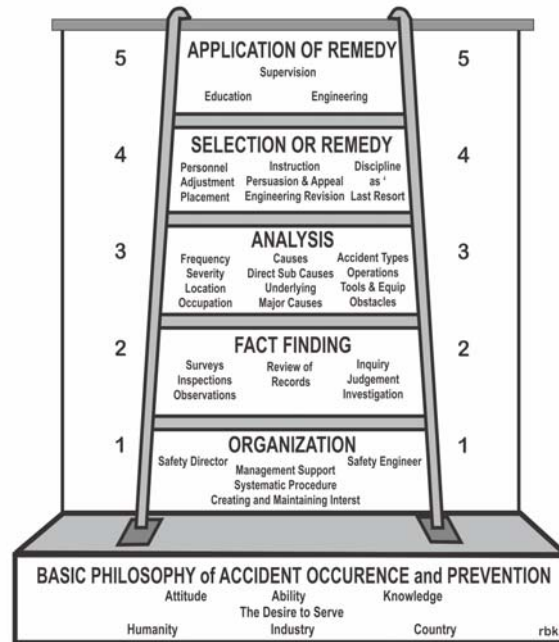 5 APPLICATION OF REMEDY 5
Supervision
Education Engineering
4 SELECTION OR REMEDY 4
Personnel Instruction Discipline
Adjustment Persuasion & Appeal as '
Placement Engineering Revision Last Resort
3 ANALYSIS 3
Frequency Causes Accident Types
Severity Direct Sub Causes Operations
Location Underlying Tools & Equip
Occupation Major Causes Obstacles
2 FACT FINDING 2
Surveys Review of Inquiry
Inspections Records Judgement
Observations Investigation
1 ORGANIZATION 1
Safety Director Safety Engineer
Management Support
Systematic Procedure
Creating and Maintaining Interst
BASIC PHILOSOPHY of ACCIDENT OCCURENCE and PREVENTION
Attitude Ability Knowledge
The Desire to Serve
Humanity Industry Country rbk